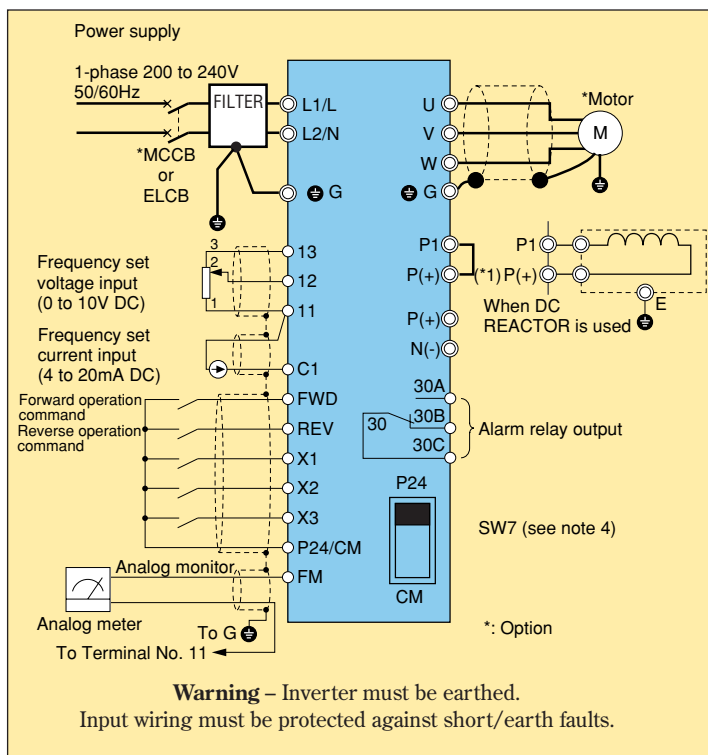 Power supply
1-phase 200 to 240V
50/60Hz
FILTER
*MCCB
or
ELCB
L1/L
L2/N
G
U
V
W
G
*Motor
M
Frequency set
voltage input
(0 to 10V DC)
3
2
1
13
12
11
Frequency set
current input
(4 to 20mA DC)
C1
P1
P(+)
(*1)
P(+)
N(-)
P1
P(+)
E
When DC
REACTOR is used
Forward operation
command
Reverse operation
command
FWD
REV
X1
X2
X3
P24/CM
FM
30A
30B
30C
30
Alarm relay output
P24
CM
SW7 (see note 4)
Analog monitor
Analog meter
To G
To Terminal No. 11
*: Option
Warning – Inverter must be earthed.
Input wiring must be protected against short/earth faults.